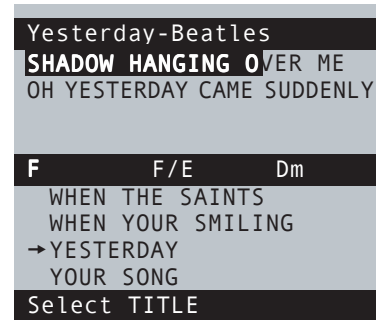 Yesterday-Beatles
SHADOW HANGING OVER ME
OH YESTERDAY CAME SUDDENLY
F F/E Dm
WHEN THE SAINTS
WHEN YOUR SMILING
→YESTERDAY
YOUR SONG
Select TITLE